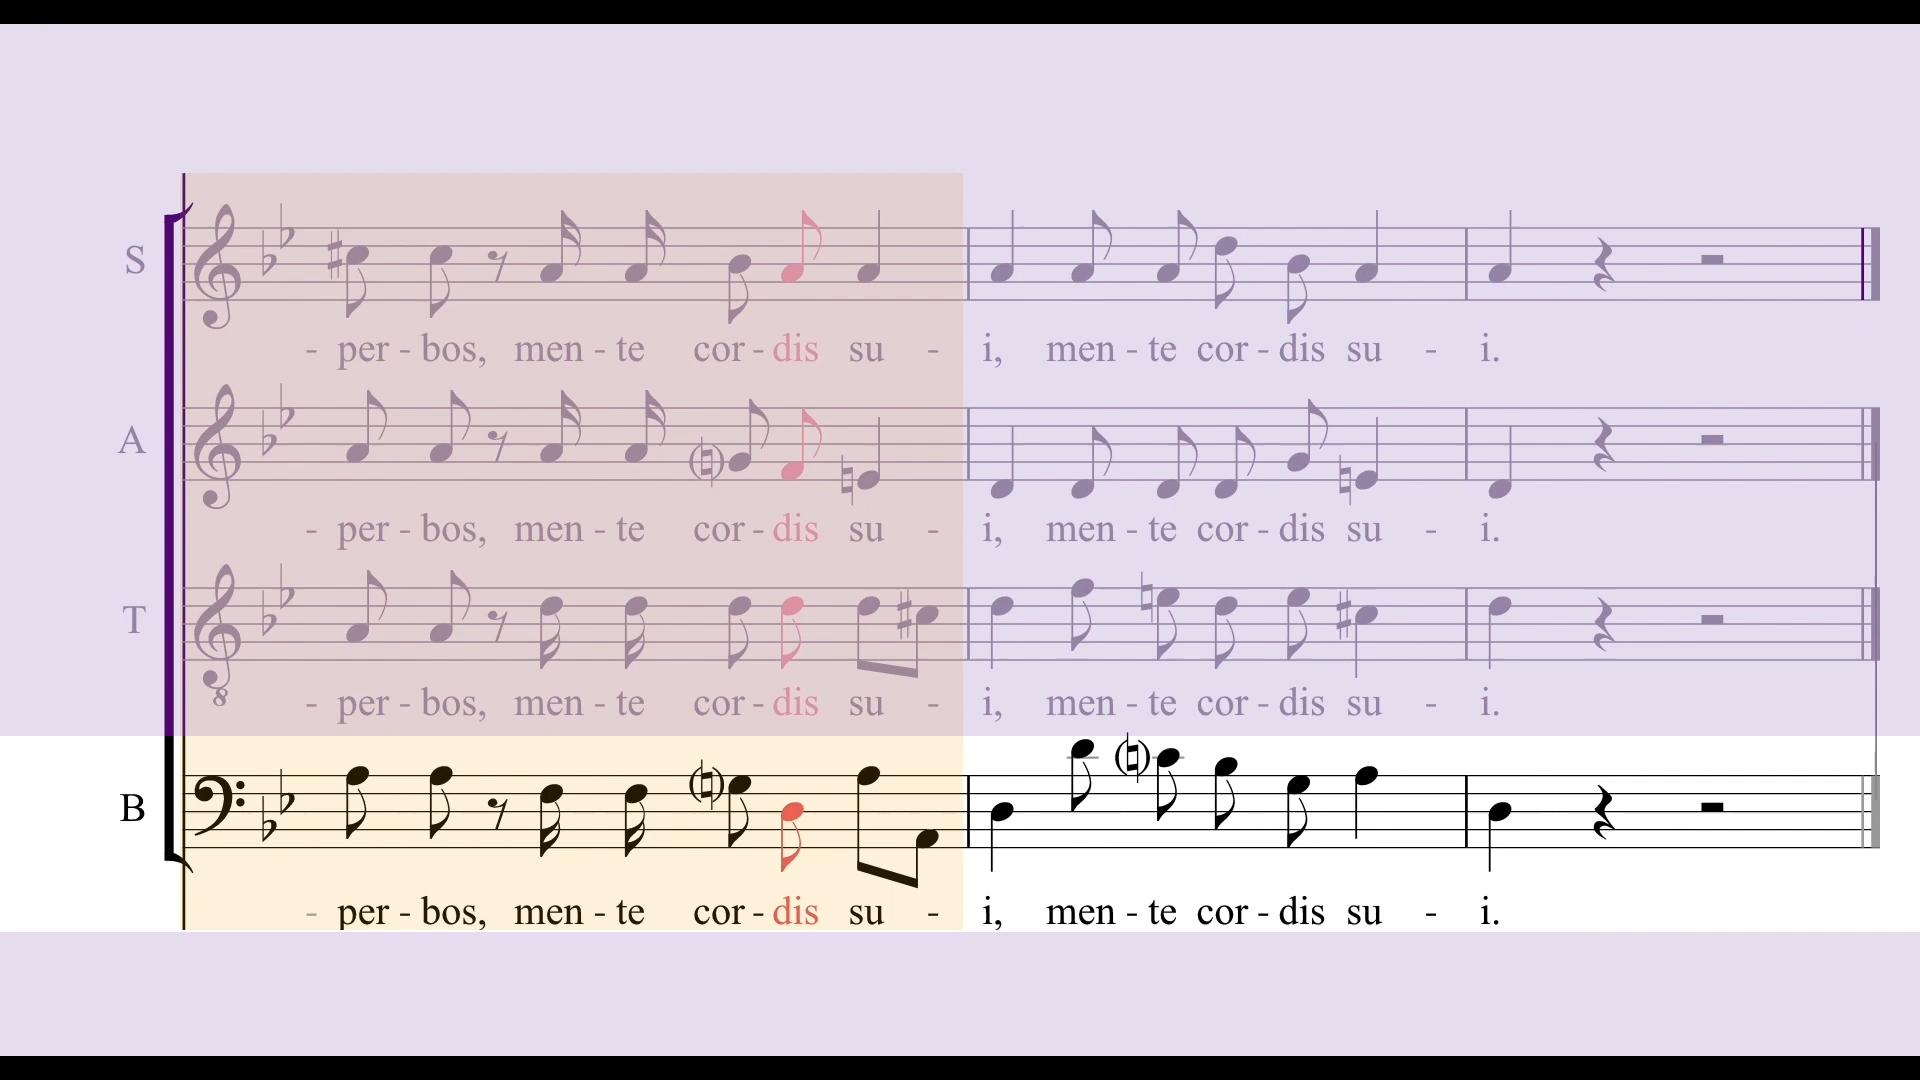 S
- per - bos, men - te cor - dis su - i, men - te cor - dis su - i.
A
- per - bos, men - te cor - dis su - i, men - te cor - dis su - i.
T
8
- per - bos, men - te cor - dis su - i, men - te cor - dis su - i.
B
- per - bos, men - te cor - dis su - i, men - te cor - dis su - i.